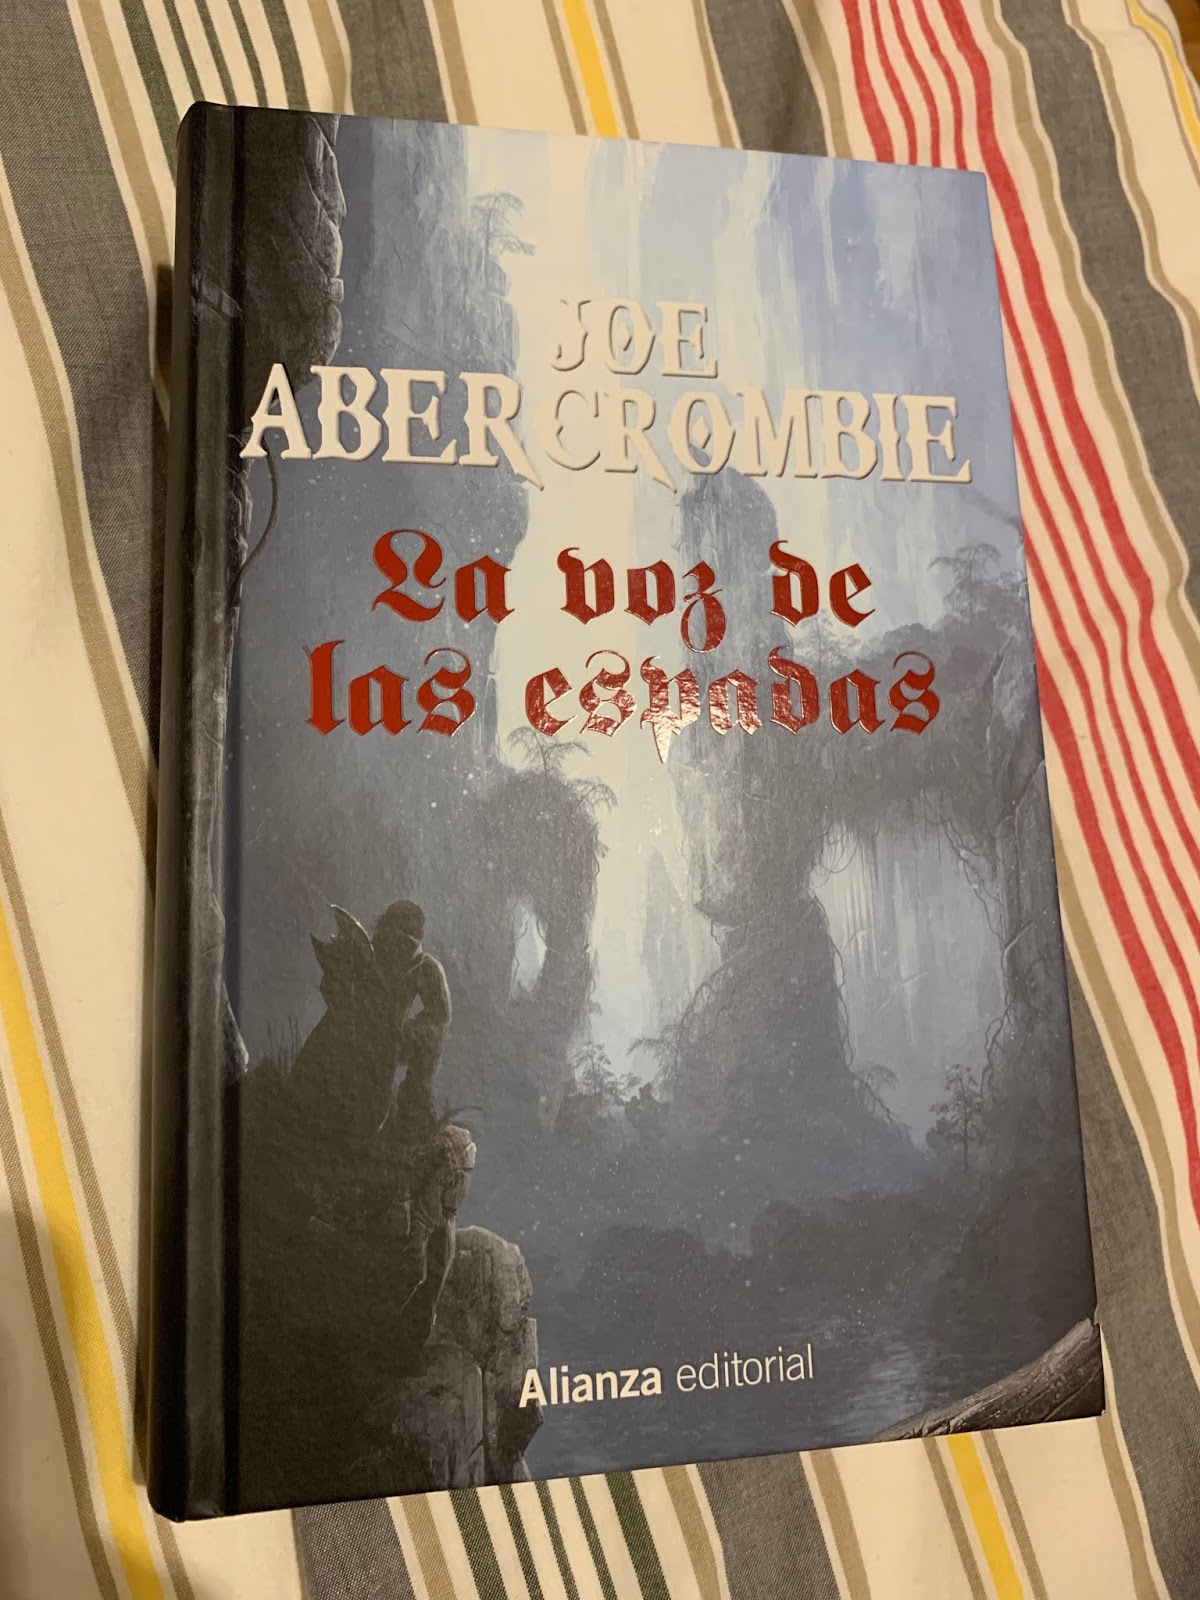 JOE
ABERCROMBIE
La voz de
las espadas
Alianza editorial